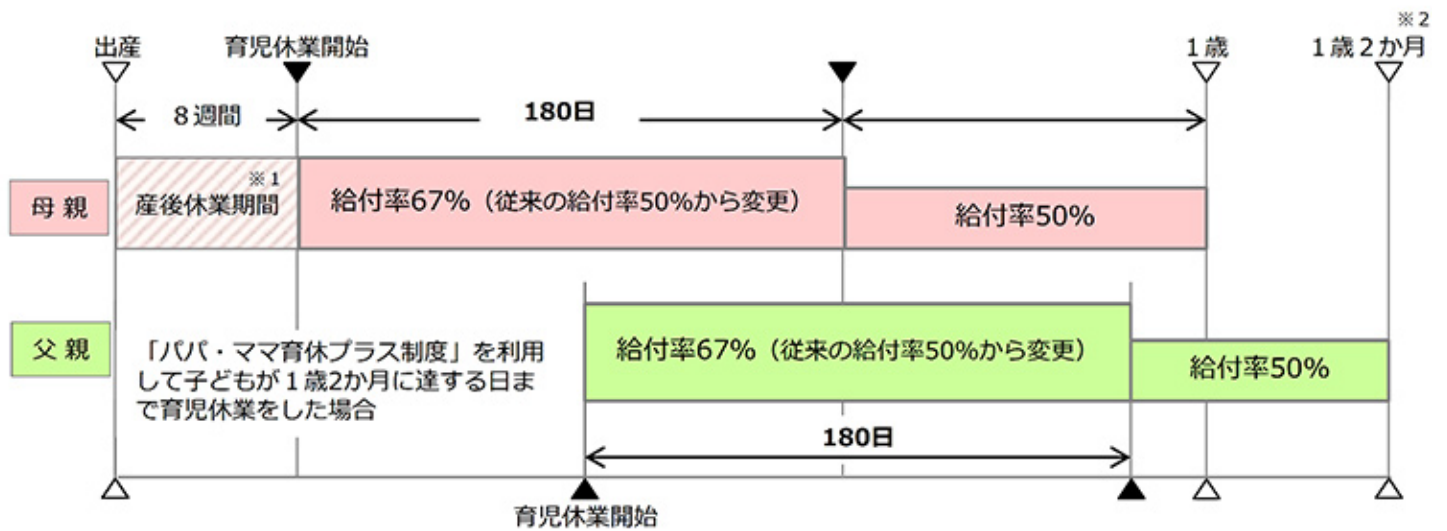 ※2
出産
育児休業開始
1歳
1歳2か月
8週間
180日
母親
※1
産後休業期間
給付率67%(従来の給付率50%から変更)
給付率50%
父親
「パパ・ママ育休プラス制度」を利用
して子どもが1歳2か月に達する日ま
で育児休業をした場合
給付率67%(従来の給付率50%から変更)
給付率50%
180日
育児休業開始